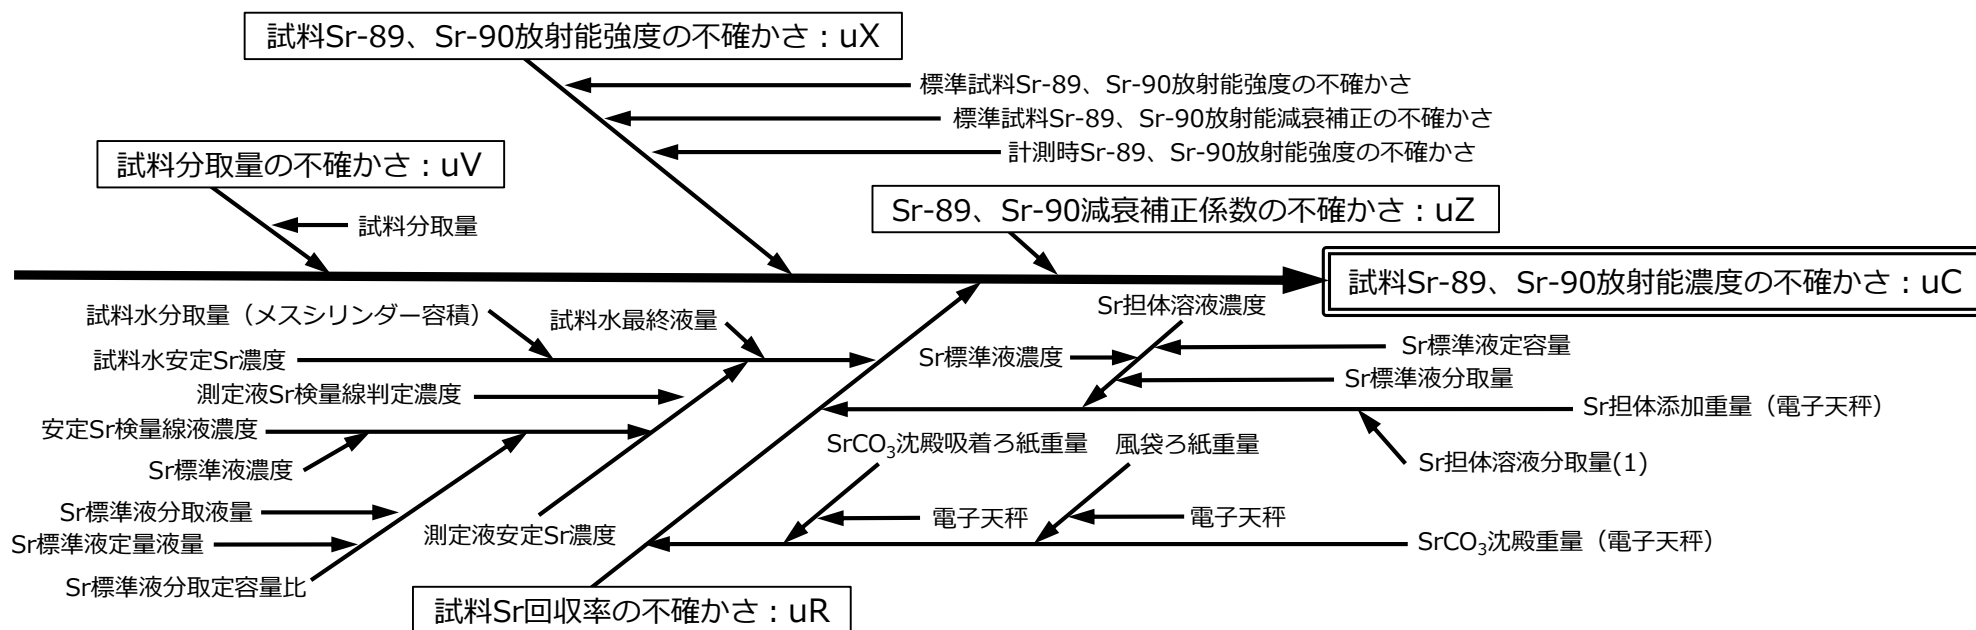 試料Sr-89、Sr-90放射能強度の不確かさ：uX
標準試料Sr-89、Sr-90放射能強度の不確かさ
標準試料Sr-89、Sr-90放射能減衰補正の不確かさ
計測時Sr-89、Sr-90放射能強度の不確かさ
試料分取量の不確かさ：uV
試料分取量
Sr-89、Sr-90減衰補正係数の不確かさ：uZ
試料Sr-89、Sr-90放射能濃度の不確かさ：uC
試料水分取量（メスシリンダー容積）
試料水最終液量
試料水安定Sr濃度
測定液Sr検量線判定濃度
安定Sr検量線液濃度
Sr標準液濃度
Sr標準液分取液量
Sr標準液定量液量
Sr標準液分取定容量比
測定液安定Sr濃度
Sr担体溶液濃度
Sr標準液濃度
Sr標準液定容量
Sr標準液分取量
Sr担体添加重量（電子天秤）
Sr担体溶液分取量(1)
SrCO₃沈殿吸着ろ紙重量
風袋ろ紙重量
電子天秤
電子天秤
SrCO₃沈殿重量（電子天秤）
試料Sr回収率の不確かさ：uR